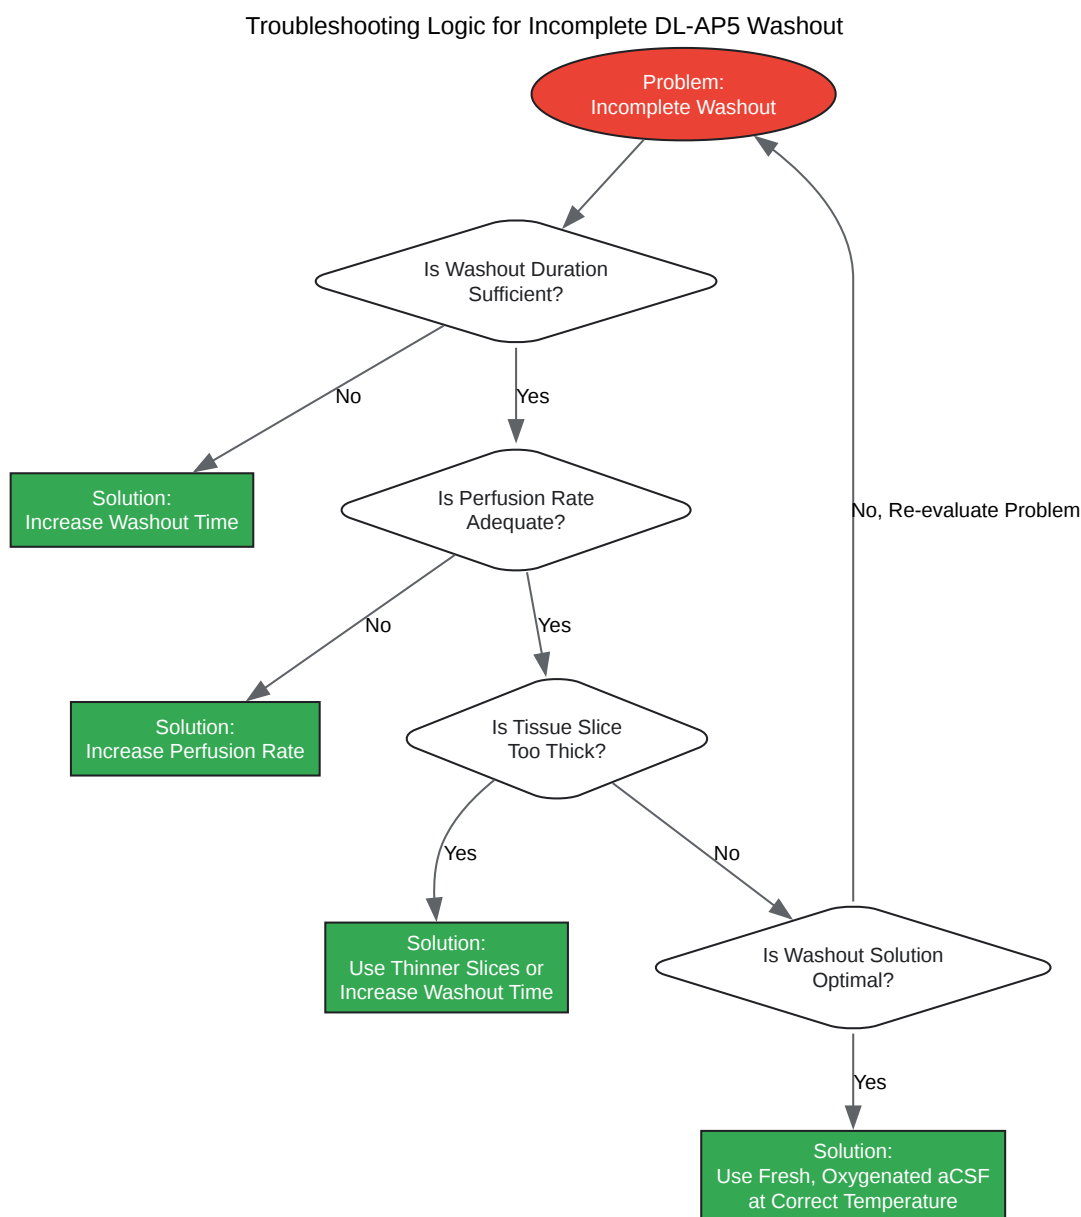 Troubleshooting Logic for Incomplete DL-AP5 Washout
Problem:
Incomplete Washout
Is Washout Duration
Sufficient?
No
Yes
Solution:
Increase Washout Time
Is Perfusion Rate
Adequate?
No, Re-evaluate Problem
No
Yes
Solution:
Increase Perfusion Rate
Is Tissue Slice
Too Thick?
Yes
No
Solution:
Use Thinner Slices or
Increase Washout Time
Is Washout Solution
Optimal?
Yes
Solution:
Use Fresh, Oxygenated aCSF
at Correct Temperature